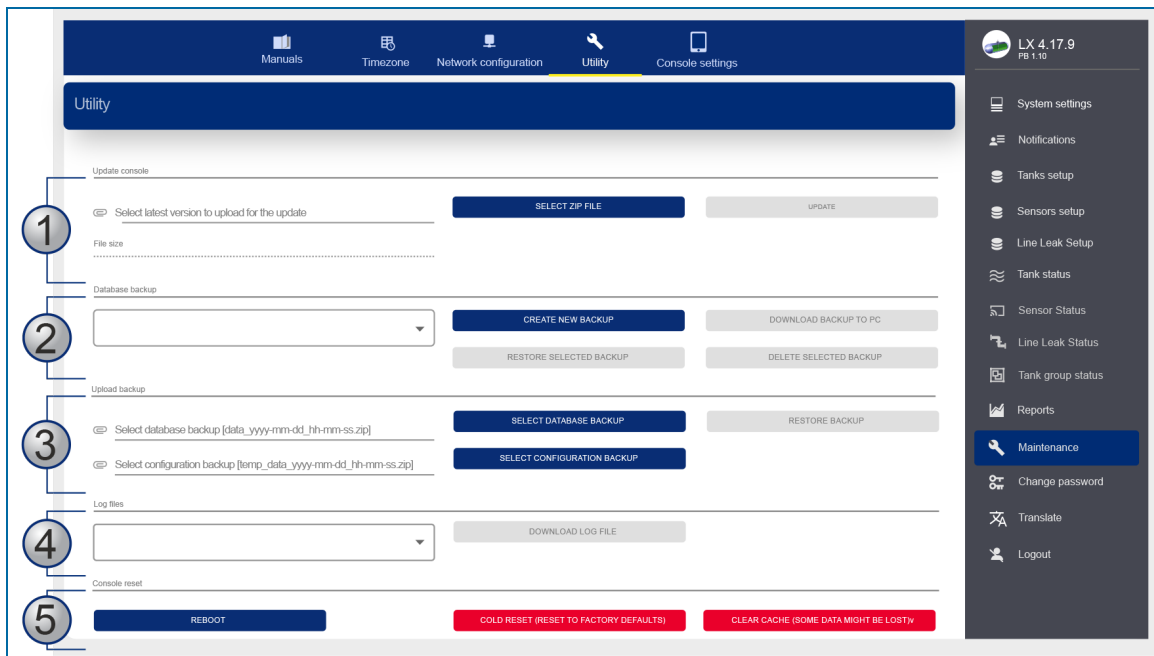 Manuals
Timezone
Network configuration
Utility
Console settings
LX 4.17.9
PB 1.10
Utility
System settings
Notifications
Tanks setup
Sensors setup
Line Leak Setup
Tank status
Sensor Status
Line Leak Status
Tank group status
Reports
Maintenance
Change password
Translate
Logout
1
Update console
Select latest version to upload for the update
SELECT ZIP FILE
UPDATE
File size
2
Database backup
CREATE NEW BACKUP
DOWNLOAD BACKUP TO PC
RESTORE SELECTED BACKUP
DELETE SELECTED BACKUP
3
Upload backup
Select database backup [data_yyyy-mm-dd_hh-mm-ss.zip]
SELECT DATABASE BACKUP
RESTORE BACKUP
Select configuration backup [temp_data_yyyy-mm-dd_hh-mm-ss.zip]
SELECT CONFIGURATION BACKUP
4
Log files
DOWNLOAD LOG FILE
5
Console reset
REBOOT
COLD RESET (RESET TO FACTORY DEFAULTS)
CLEAR CACHE (SOME DATA MIGHT BE LOST)v